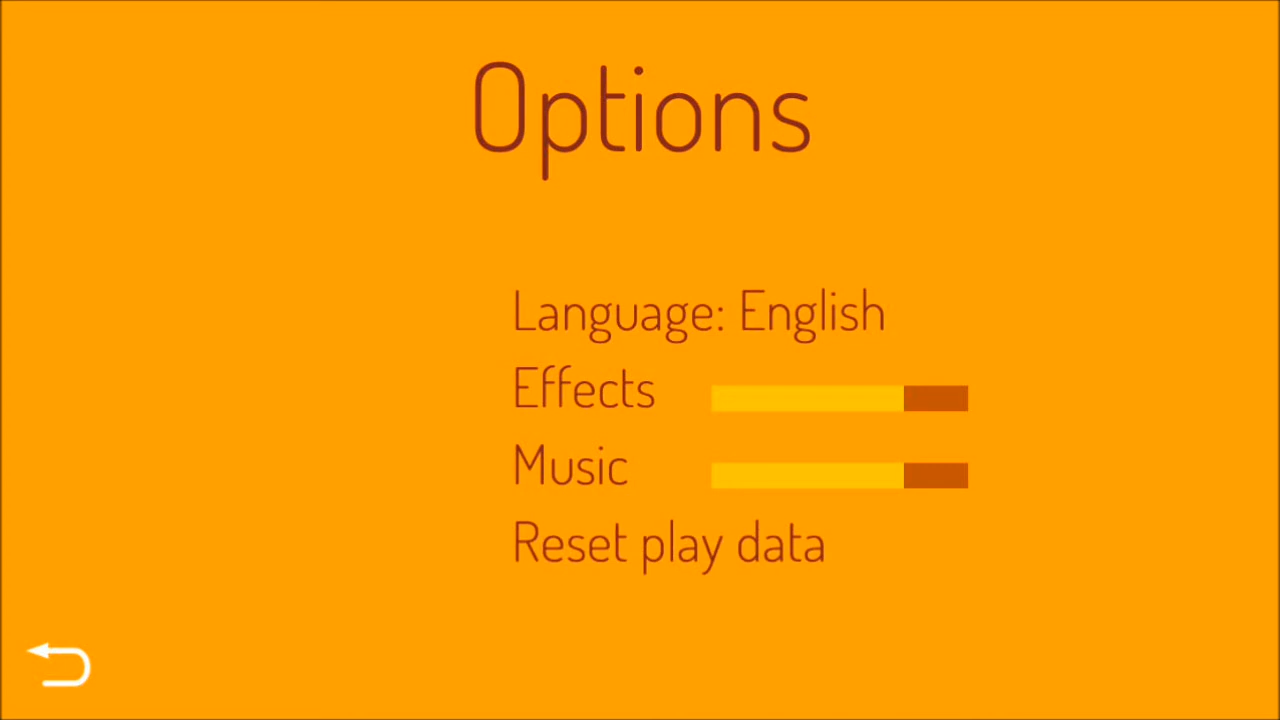 Options
Language: English
Effects
Music
Reset play data